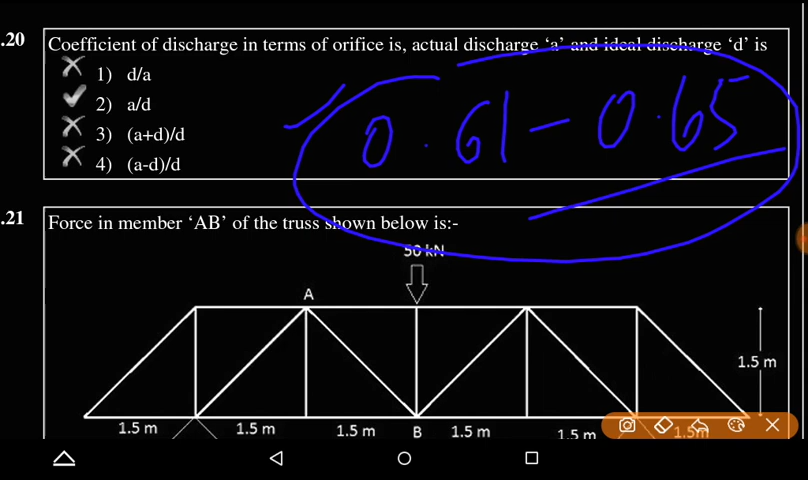 .20 Coefficient of discharge in terms of orifice is, actual discharge ‘a’ and ideal discharge ‘d’ is
1) d/a
2) a/d
3) (a+d)/d
4) (a-d)/d
0.61 - 0.65
.21 Force in member ‘AB’ of the truss shown below is:-
50 kN
A
1.5 m
1.5 m 1.5 m 1.5 m B 1.5 m 1.5 m 1.5m